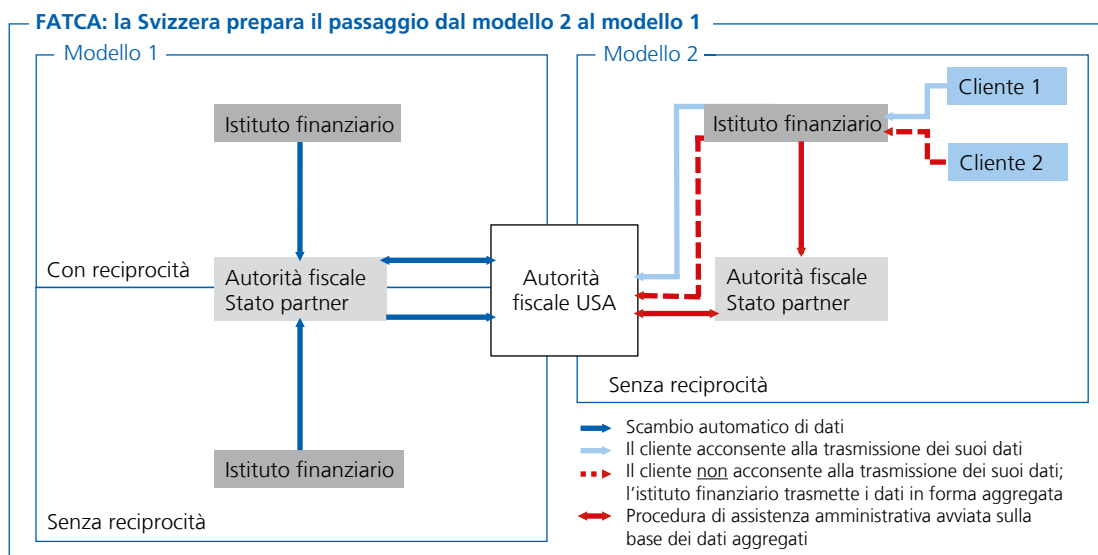 FATCA: la Svizzera prepara il passaggio dal modello 2 al modello 1
Modello 1
Istituto finanziario
Con reciprocità
Autorità fiscale
Stato partner
Istituto finanziario
Senza reciprocità
Autorità
fiscale USA
Modello 2
Cliente 1
Istituto finanziario
Cliente 2
Autorità fiscale
Stato partner
Senza reciprocità
Scambio automatico di dati
Il cliente acconsente alla trasmissione dei suoi dati
Il cliente non acconsente alla trasmissione dei suoi dati;
l’istituto finanziario trasmette i dati in forma aggregata
Procedura di assistenza amministrativa avviata sulla
base dei dati aggregati